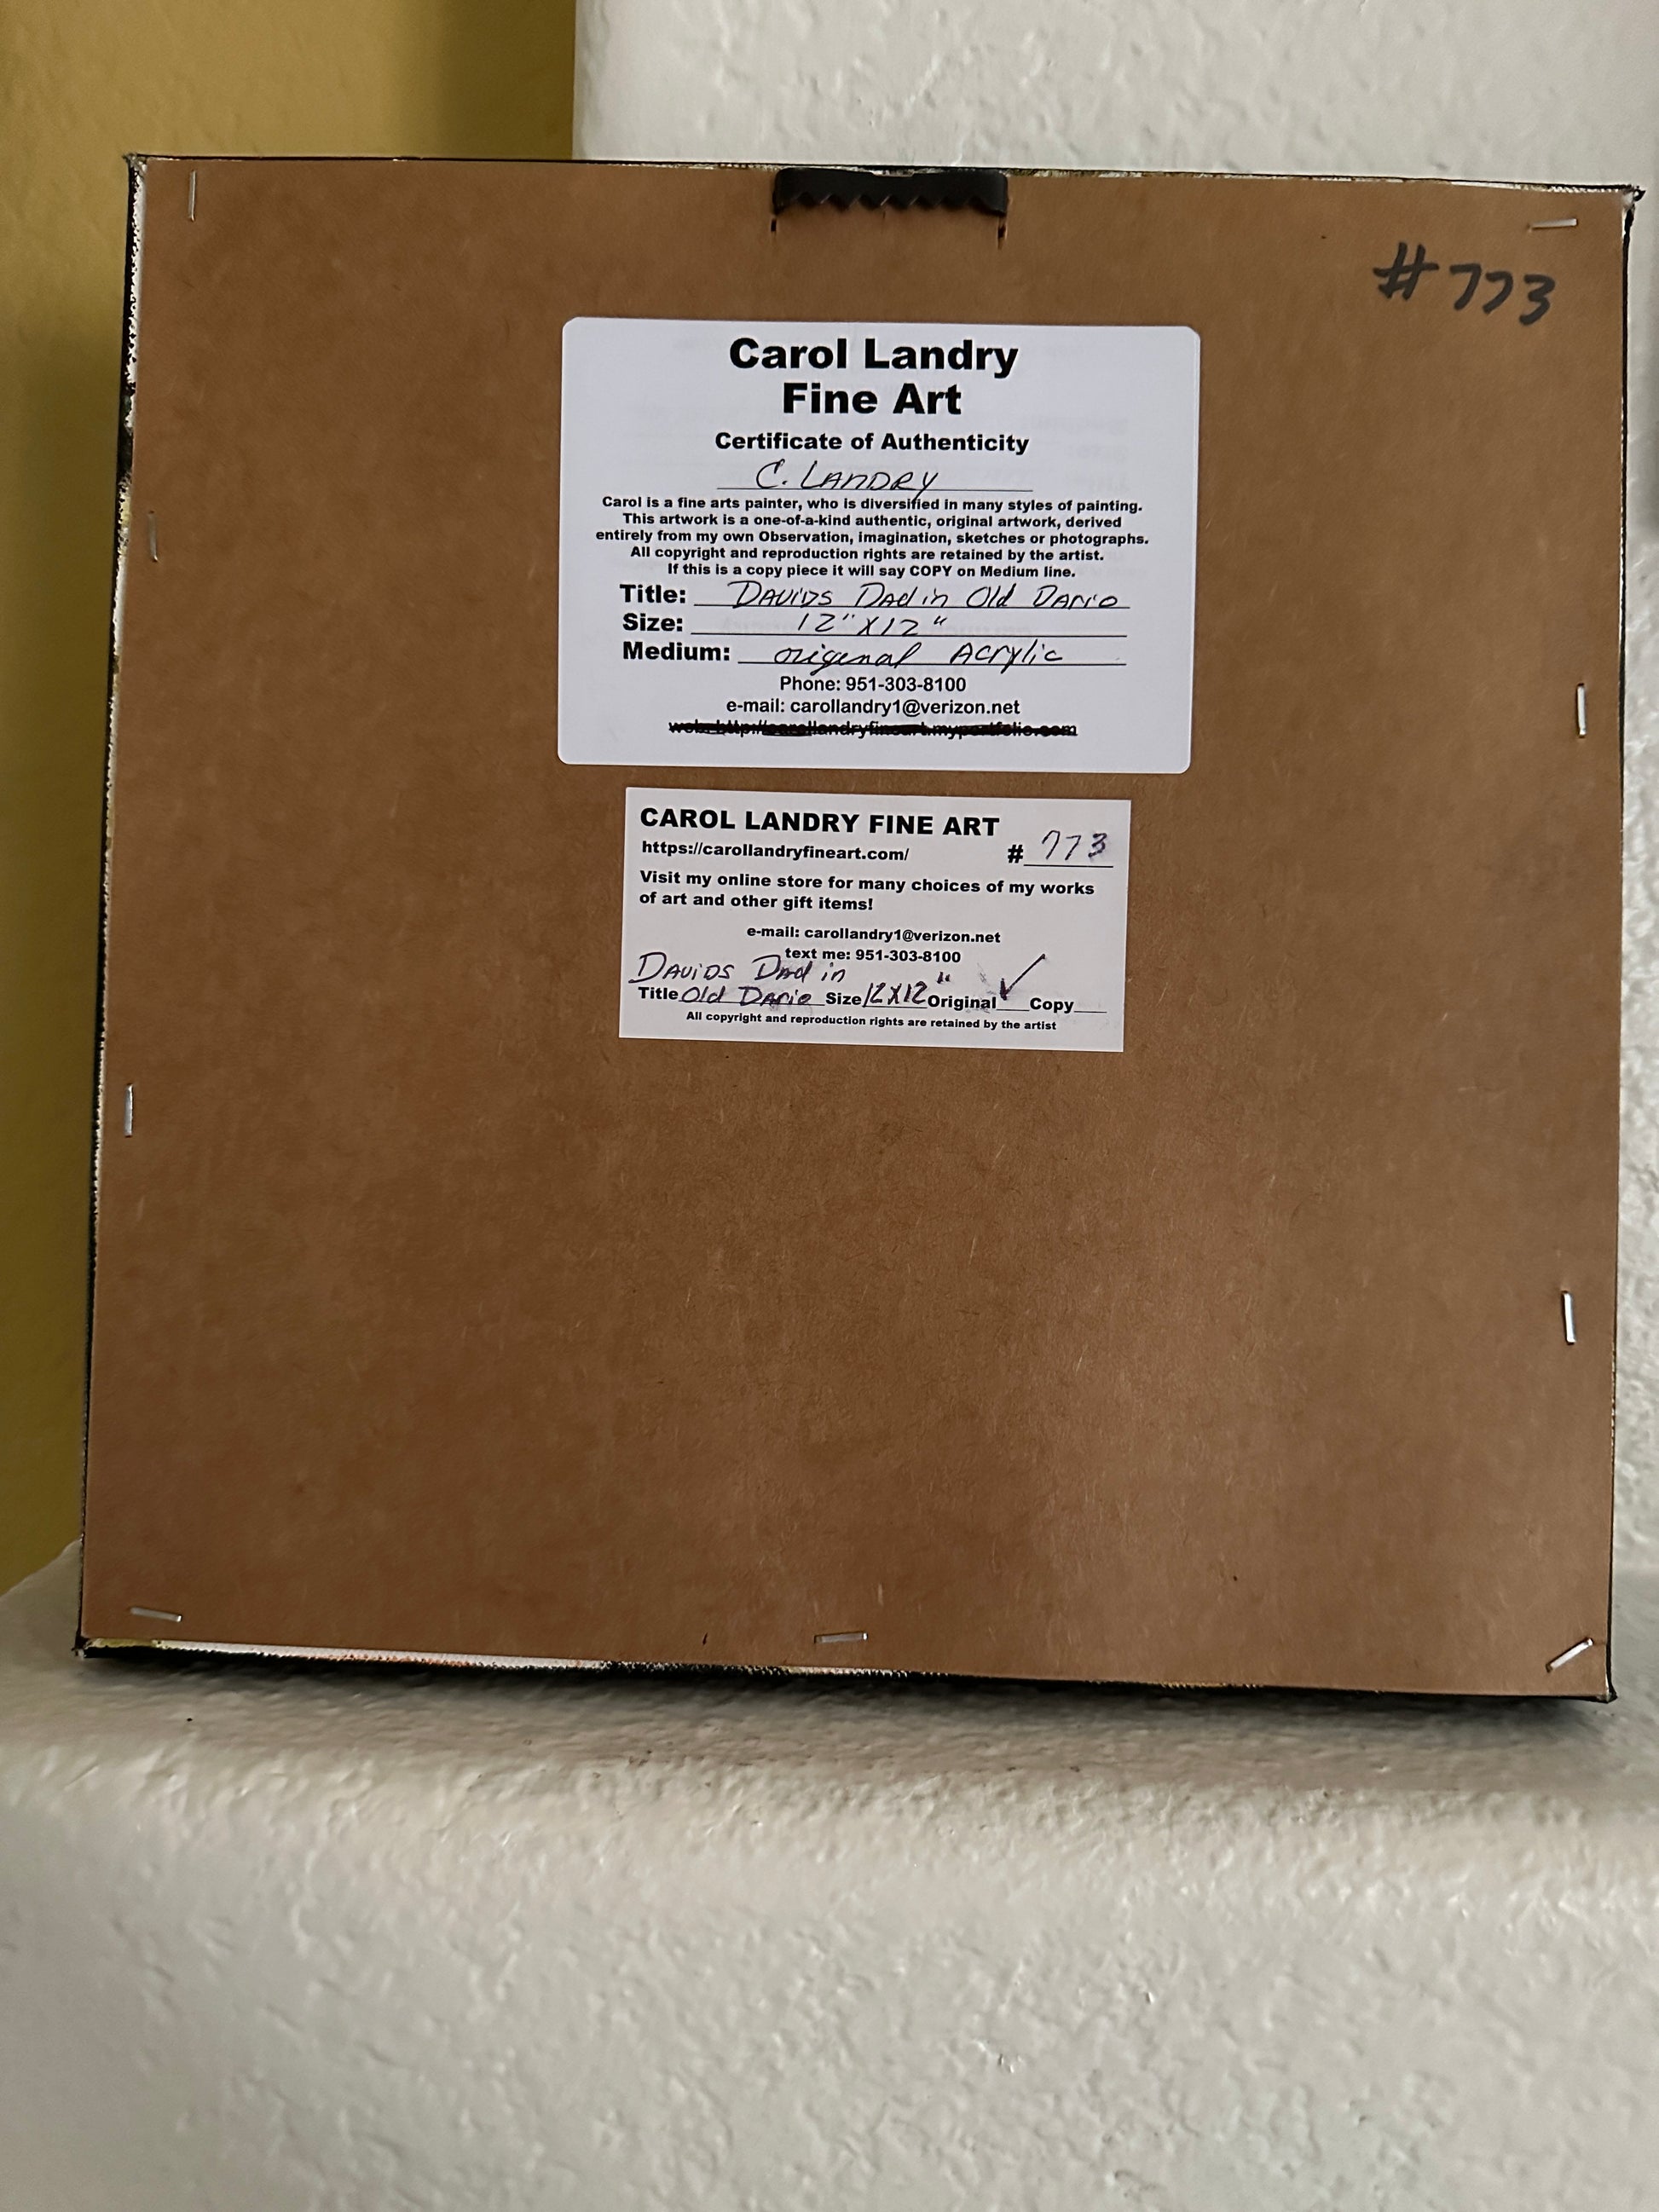 #773
Carol Landry
Fine Art
Certificate of Authenticity
C. LANDRY
Carol is a fine arts painter, who is diversified in many styles of painting.
This artwork is a one-of-a-kind authentic, original artwork, derived
entirely from my own Observation, imagination, sketches or photographs.
All copyright and reproduction rights are retained by the artist.
If this is a copy piece it will say COPY on Medium line.
Title: DAVIDS DAD in Old DARIO
Size: 12"X12"
Medium: original Acrylic
Phone: 951-303-8100
e-mail: carollandry1@verizon.net
web: http://carollandryfineart.myportfolio.com
CAROL LANDRY FINE ART
https://carollandryfineart.com/ # 773
Visit my online store for many choices of my works
of art and other gift items!
e-mail: carollandry1@verizon.net
text me: 951-303-8100
DAVIDS DAD in
Title Old DARIO Size 12X12" Original ✓ Copy
All copyright and reproduction rights are retained by the artist